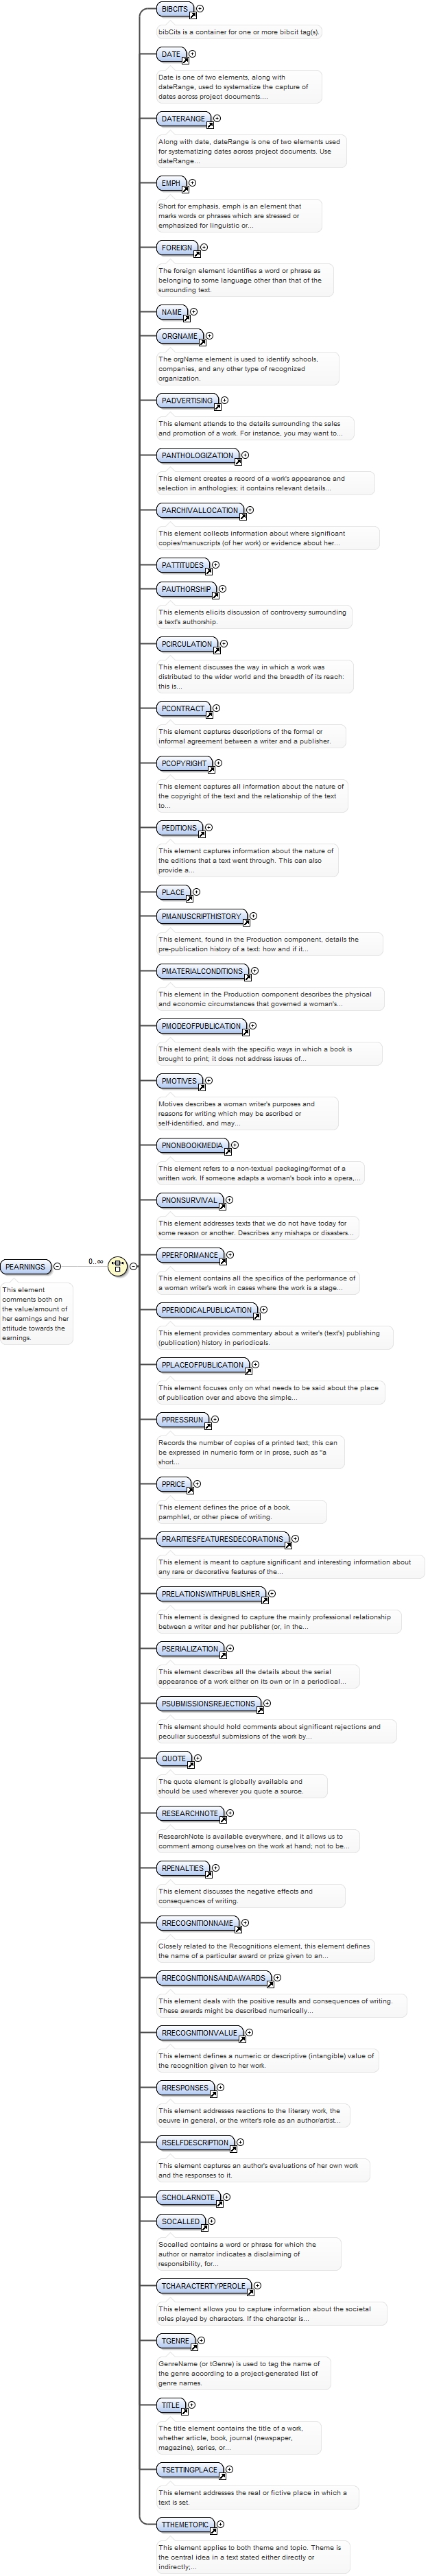 BIBCITS
bibCits is a container for one or more bibcit tag(s).
DATE
Date is one of two elements, along with
dateRange, used to systematize the capture of
dates across project documents....
DATERANGE
Along with date, dateRange is one of two elements used
for systematizing dates across project documents. Use
dateRange...
EMPH
Short for emphasis, emph is an element that
marks words or phrases which are stressed or
emphasized for linguistic or...
FOREIGN
The foreign element identifies a word or phrase as
belonging to some language other than that of the
surrounding text.
NAME
ORGNAME
The orgName element is used to identify schools,
companies, and any other type of recognized
organization.
PADVERTISING
This element attends to the details surrounding the sales
and promotion of a work. For instance, you may want to...
PANTHOLOGIZATION
This element creates a record of a work's appearance and
selection in anthologies; it contains relevant details...
PARCHIVALLOCATION
This element collects information about where significant
copies/manuscripts (of her work) or evidence about her...
PATTITUDES
PAUTHORSHIP
This elements elicits discussion of controversy surrounding
a text's authorship.
PCIRCULATION
This element discusses the way in which a work was
distributed to the wider world and the breadth of its reach:
this is...
PCONTRACT
This element captures descriptions of the formal or
informal agreement between a writer and a publisher.
PCOPYRIGHT
This element captures all information about the nature of
the copyright of the text and the relationship of the text
to...
PEDITIONS
This element captures information about the nature of
the editions that a text went through. This can also
provide a...
PLACE
PMANUSCRIPTHISTORY
This element, found in the Production component, details the
pre-publication history of a text: how and if it...
PMATERIALCONDITIONS
This element in the Production component describes the physical
and economic circumstances that governed a woman's...
PMODEOFPUBLICATION
This element deals with the specific ways in which a book is
brought to print; it does not address issues of...
PMOTIVES
Motives describes a woman writer's purposes and
reasons for writing which may be ascribed or
self-identified, and may...
PNONBOOKMEDIA
This element refers to a non-textual packaging/format of a
written work. If someone adapts a woman's book into a opera,...
PNONSURVIVAL
This element addresses texts that we do not have today for
some reason or another. Describes any mishaps or disasters...
PEARNINGS
0..∞
This element
comments both on
the value/amount of
her earnings and her
attitude towards the
earnings.
PPERFORMANCE
This element contains all the specifics of the performance of
a woman writer's work in cases where the work is a stage...
PPERIODICALPUBLICATION
This element provides commentary about a writer's (text's) publishing
(publication) history in periodicals.
PPLACEOFPUBLICATION
This element focuses only on what needs to be said about the place
of publication over and above the simple...
PPRESSRUN
Records the number of copies of a printed text; this can
be expressed in numeric form or in prose, such as "a
short...
PPRICE
This element defines the price of a book,
pamphlet, or other piece of writing.
PRARITIESFEATURESDECORATIONS
This element is meant to capture significant and interesting information about
any rare or decorative features of the...
PRELATIONSWITHPUBLISHER
This element is designed to capture the mainly professional relationship
between a writer and her publisher (or, in the...
PSERIALIZATION
This element describes all the details about the serial
appearance of a work either on its own or in a periodical...
PSUBMISSIONSREJECTIONS
This element should hold comments about significant rejections and
peculiar successful submissions of the work by...
QUOTE
The quote element is globally available and
should be used wherever you quote a source.
RESEARCHNOTE
ResearchNote is available everywhere, and it allows us to
comment among ourselves on the work at hand; not to be...
RPENALTIES
This element discusses the negative effects and
consequences of writing.
RRECOGNITIONNAME
Closely related to the Recognitions element, this element defines
the name of a particular award or prize given to an...
RRECOGNITIONSANDAWARDS
This element deals with the positive results and consequences of writing.
These awards might be described numerically...
RRECOGNITIONVALUE
This element defines a numeric or descriptive (intangible) value of
the recognition given to her work.
RRESPONSES
This element addresses reactions to the literary work, the
oeuvre in general, or the writer's role as an author/artist...
RSELFDESCRIPTION
This element captures an author's evaluations of her own work
and the responses to it.
SCHOLARNOTE
SOCALLED
Socalled contains a word or phrase for which the
author or narrator indicates a disclaiming of
responsibility, for...
TCHARACTERTYPEROLE
This element allows you to capture information about the societal
roles played by characters. If the character is...
TGENRE
GenreName (or tGenre) is used to tag the name of
the genre according to a project-generated list of
genre names.
TITLE
The title element contains the title of a work,
whether article, book, journal (newspaper,
magazine), series, or...
TSETTINGPLACE
This element addresses the real or fictive place in which a
text is set.
TTHEMETOPIC
This element applies to both theme and topic. Theme is
the central idea in a text stated either directly or
indirectly;...